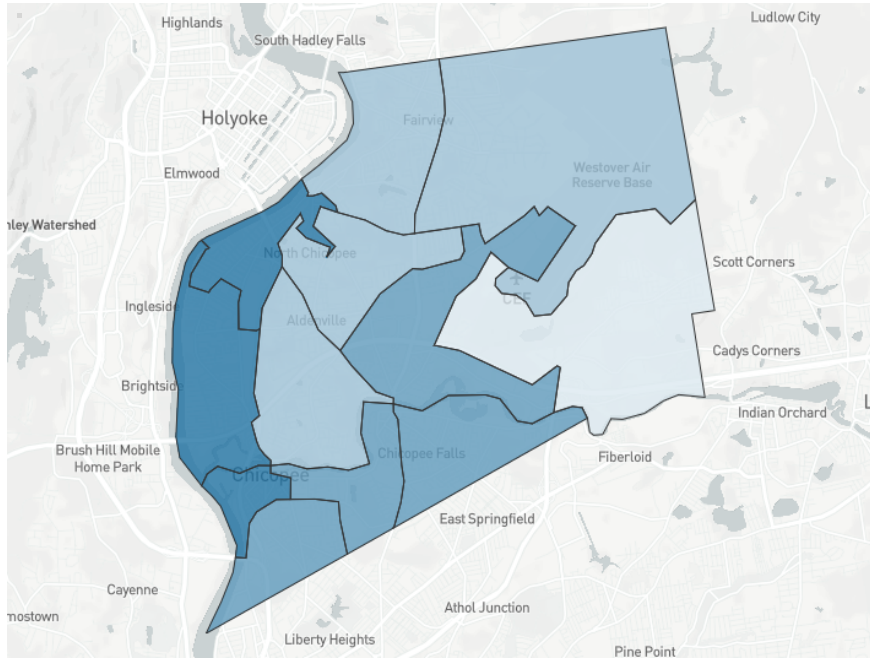 Ludlow City
Highlands
South Hadley Falls
Holyoke
Fairview
Elmwood
Westover Air
Reserve Base
nley Watershed
North Chicopee
Scott Corners
CEF
Ingleside
Aldenville
Cadys Corners
Brightside
L
Indian Orchard
Brush Hill Mobile
Home Park
Chicopee Falls
Fiberloid
Chicopee
East Springfield
Cayenne
Athol Junction
rnostown
Liberty Heights
Pine Point